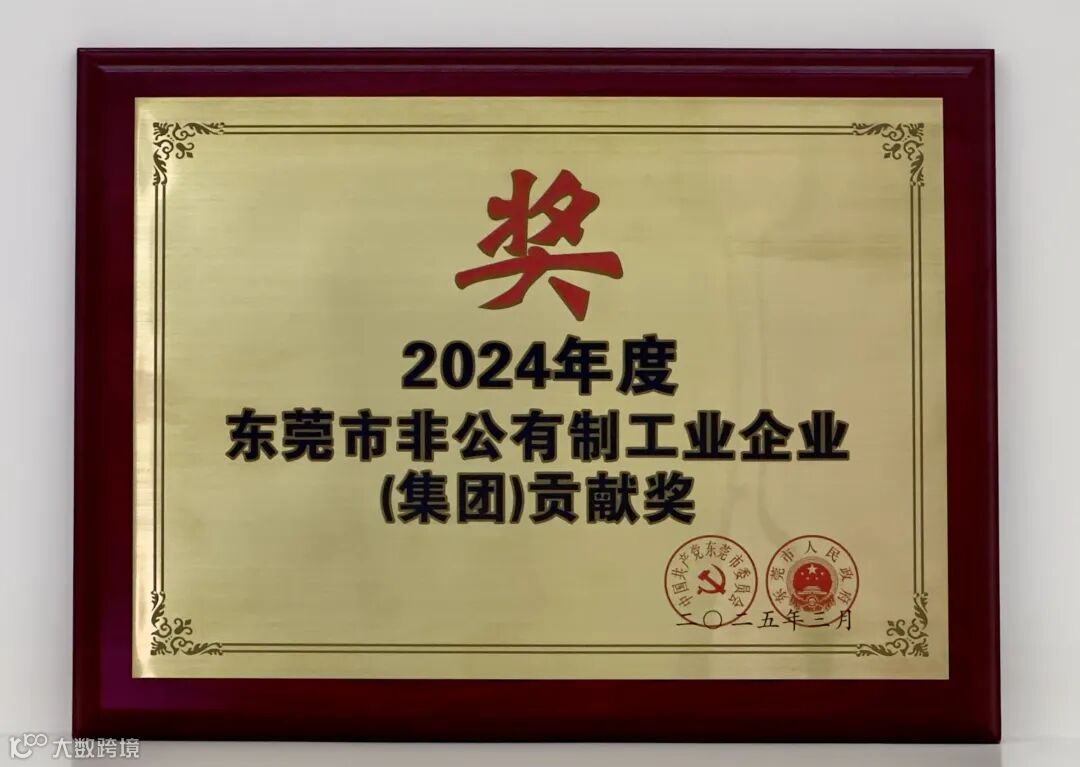 奖
2024年度
东莞市非公有制工业企业
(集团)贡献奖
中国共产党东莞市委员会
东莞市人民政府
二〇二五年三月
大数跨境